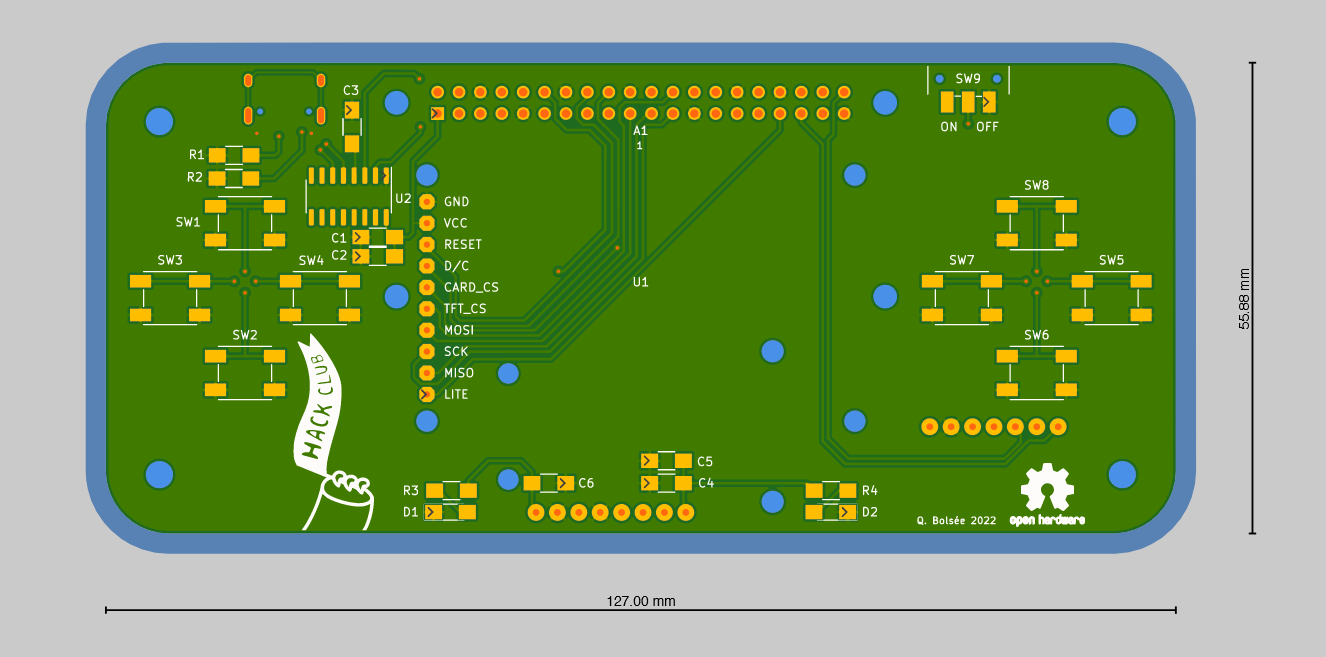 SW9
C3
ON OFF
A1
1
R1
R2
SW8
U2
GND
SW1
VCC
C1
RESET
C2
SW3
SW4
D/C
SW7
SW5
U1
CARD_CS
TFT_CS
MOSI
SW2
SW6
SCK
MISO
LITE
HACK CLUB
C5
R3
C6
C4
R4
D1
D2
Q. Bolsée 2022
open hardware
55.88 mm
127.00 mm